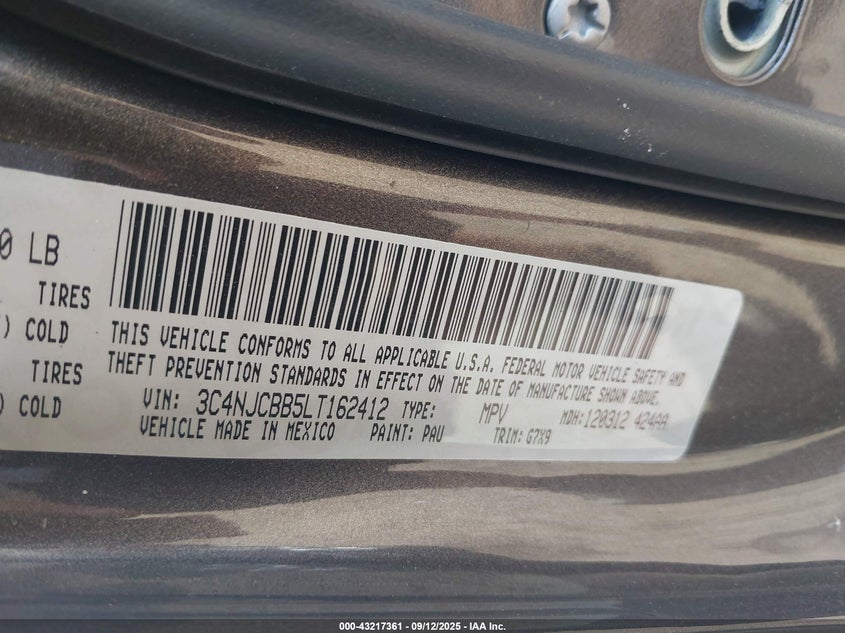 0 LB
TIRES
) COLD
TIRES
) COLD
THIS VEHICLE CONFORMS TO ALL APPLICABLE U.S.A. FEDERAL MOTOR VEHICLE SAFETY AND
THEFT PREVENTION STANDARDS IN EFFECT ON THE DATE OF MANUFACTURE SHOWN ABOVE.
VIN: 3C4NJCBB5LT162412 TYPE: MPV MDH:120312 424AA
VEHICLE MADE IN MEXICO PAINT: PAU TRIM: G7X9
000-43217361 - 09/12/2025 - IAA Inc.